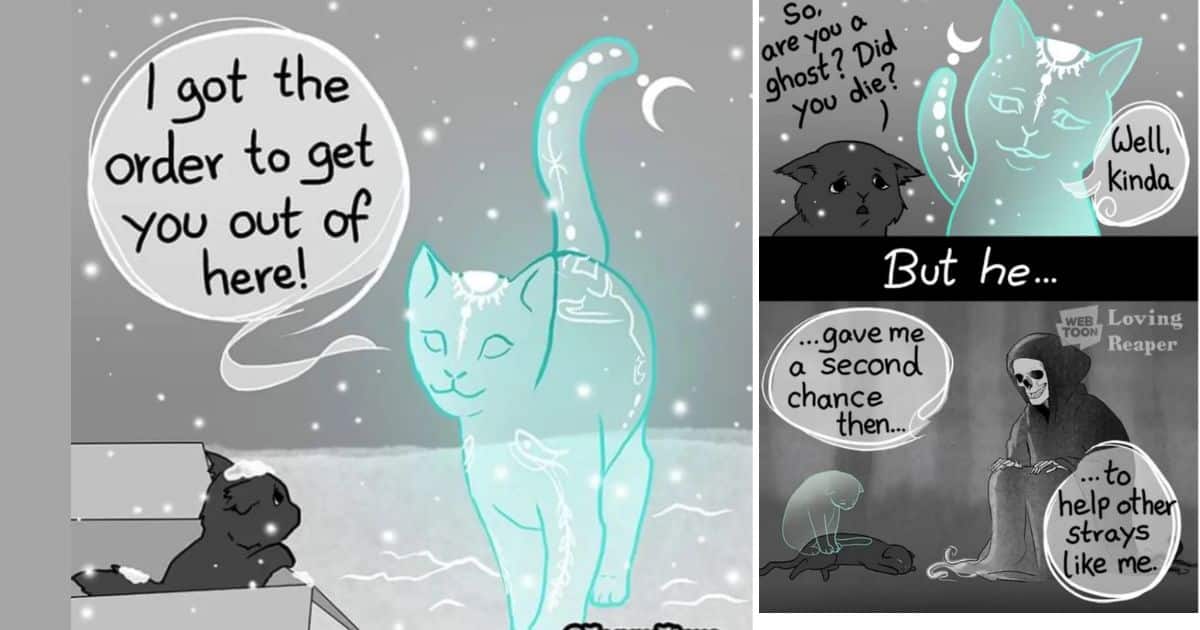 I got the
order to get
you out of
here!
So,
are you a
ghost? Did
you die?
Well,
kinda
But he...
WEB
TOON
Loving
Reaper
...gave me
a second
chance
then...
...to
help other
strays
like me.